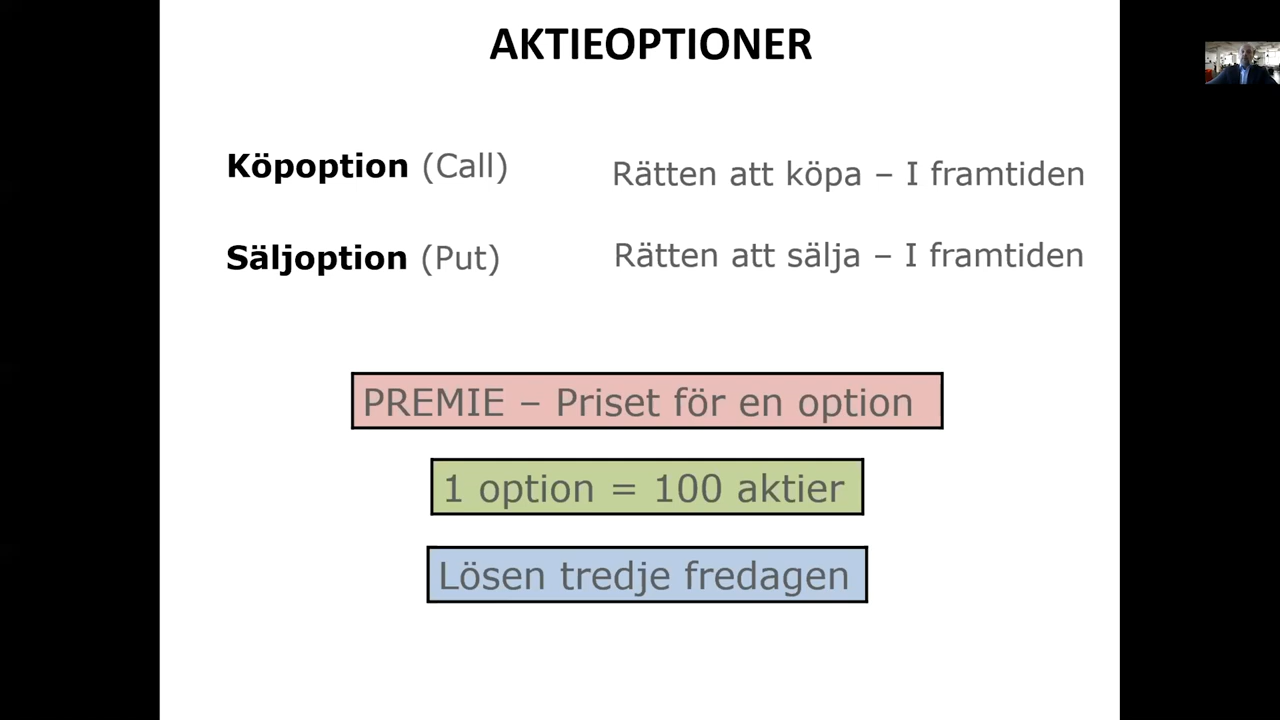 AKTIEOPTIONER
Köpoption (Call) Rätten att köpa – I framtiden
Säljoption (Put) Rätten att sälja – I framtiden
PREMIE – Priset för en option
1 option = 100 aktier
Lösen tredje fredagen